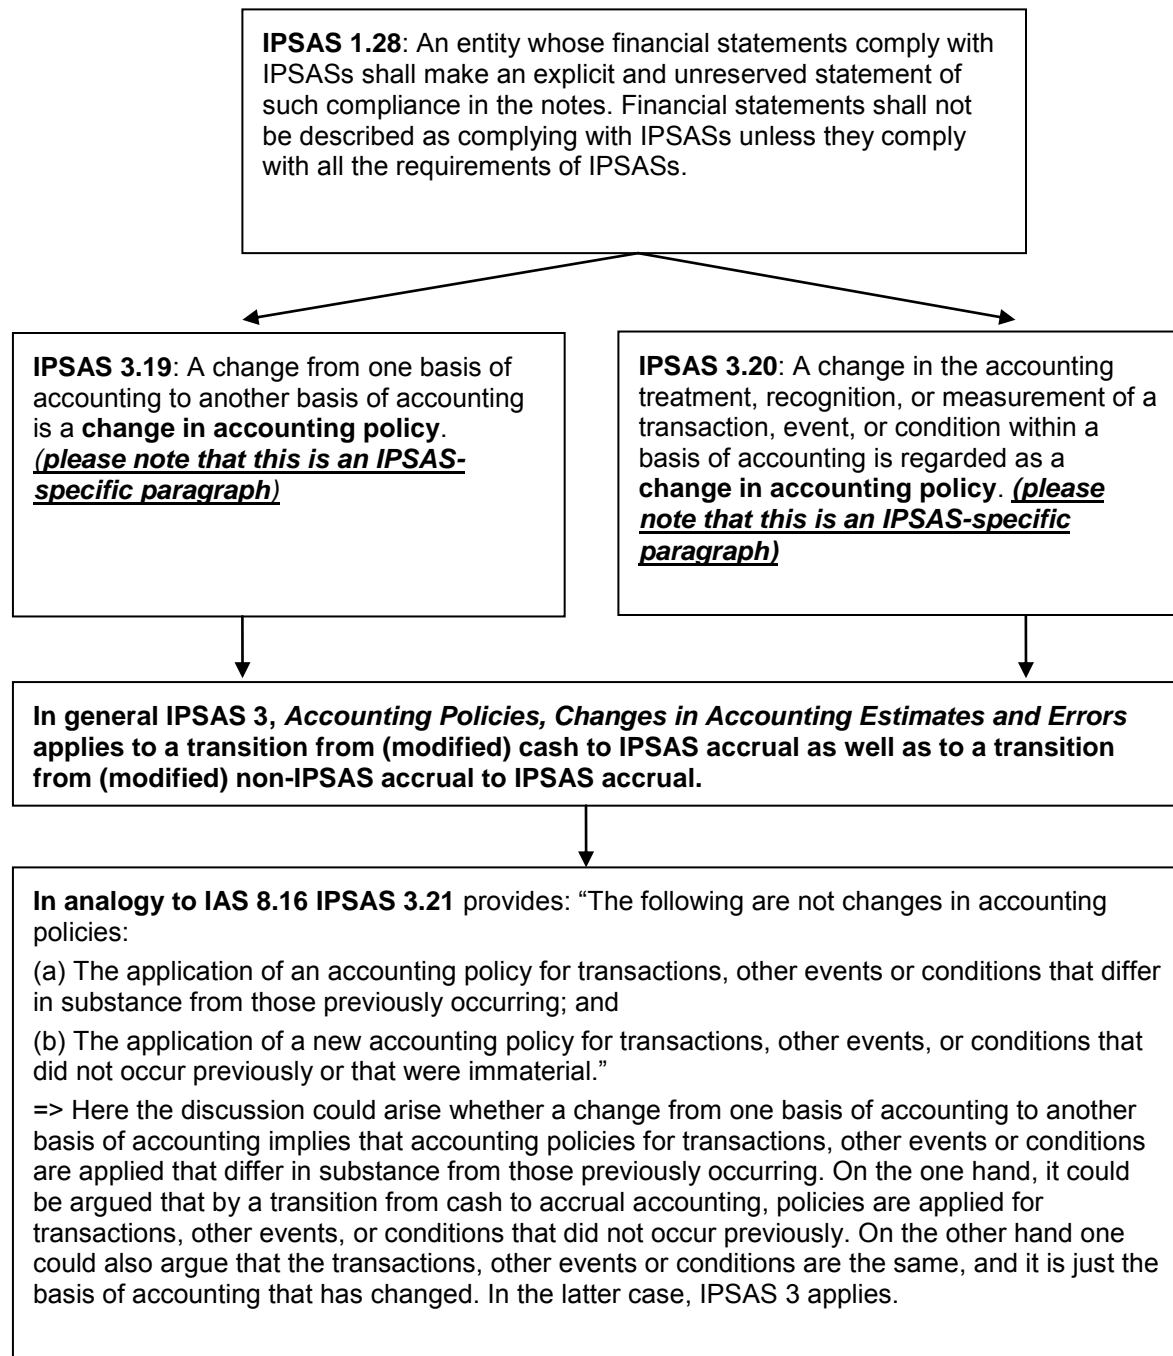 IPSAS 1.28: An entity whose financial statements comply with
IPSASs shall make an explicit and unreserved statement of
such compliance in the notes. Financial statements shall not
be described as complying with IPSASs unless they comply
with all the requirements of IPSASs.
IPSAS 3.19: A change from one basis of
accounting to another basis of accounting
is a change in accounting policy.
(please note that this is an IPSAS-
specific paragraph)
IPSAS 3.20: A change in the accounting
treatment, recognition, or measurement of a
transaction, event, or condition within a
basis of accounting is regarded as a
change in accounting policy. (please
note that this is an IPSAS-specific
paragraph)
In general IPSAS 3, Accounting Policies, Changes in Accounting Estimates and Errors
applies to a transition from (modified) cash to IPSAS accrual as well as to a transition
from (modified) non-IPSAS accrual to IPSAS accrual.
In analogy to IAS 8.16 IPSAS 3.21 provides: “The following are not changes in accounting
policies:
(a) The application of an accounting policy for transactions, other events or conditions that differ
in substance from those previously occurring; and
(b) The application of a new accounting policy for transactions, other events, or conditions that
did not occur previously or that were immaterial.”
=> Here the discussion could arise whether a change from one basis of accounting to another
basis of accounting implies that accounting policies for transactions, other events or conditions
are applied that differ in substance from those previously occurring. On the one hand, it could
be argued that by a transition from cash to accrual accounting, policies are applied for
transactions, other events, or conditions that did not occur previously. On the other hand one
could also argue that the transactions, other events or conditions are the same, and it is just the
basis of accounting that has changed. In the latter case, IPSAS 3 applies.